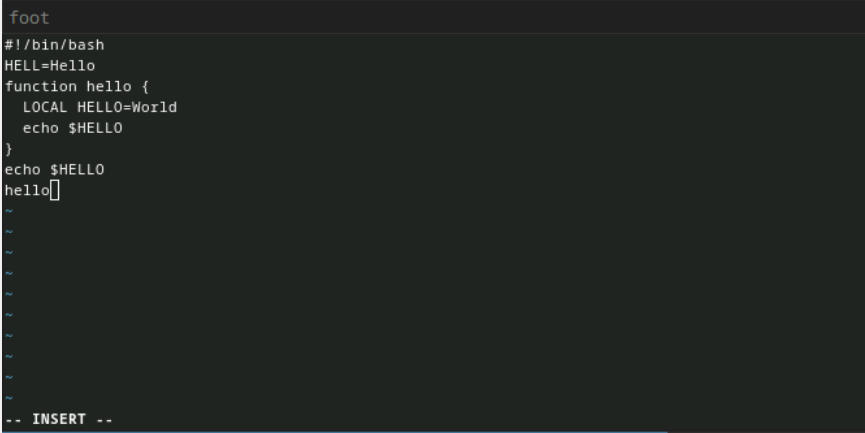 foot
#!/bin/bash
HELL=Hello
function hello {
  LOCAL HELLO=World
  echo $HELLO
}
echo $HELLO
hello
~
~
~
~
~
~
~
~
~
~
-- INSERT --